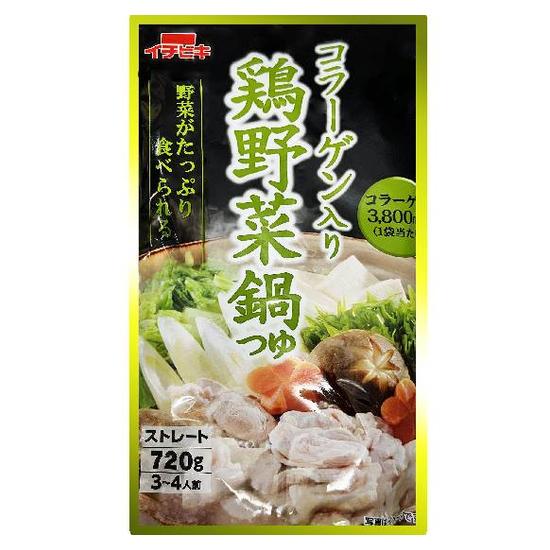 イチビキ
コラーゲン入り
鶏野菜鍋つゆ
野菜がたっぷり
食べられる
コラーゲ
3,800
(1袋当た
ストレート
720g
3~4人前